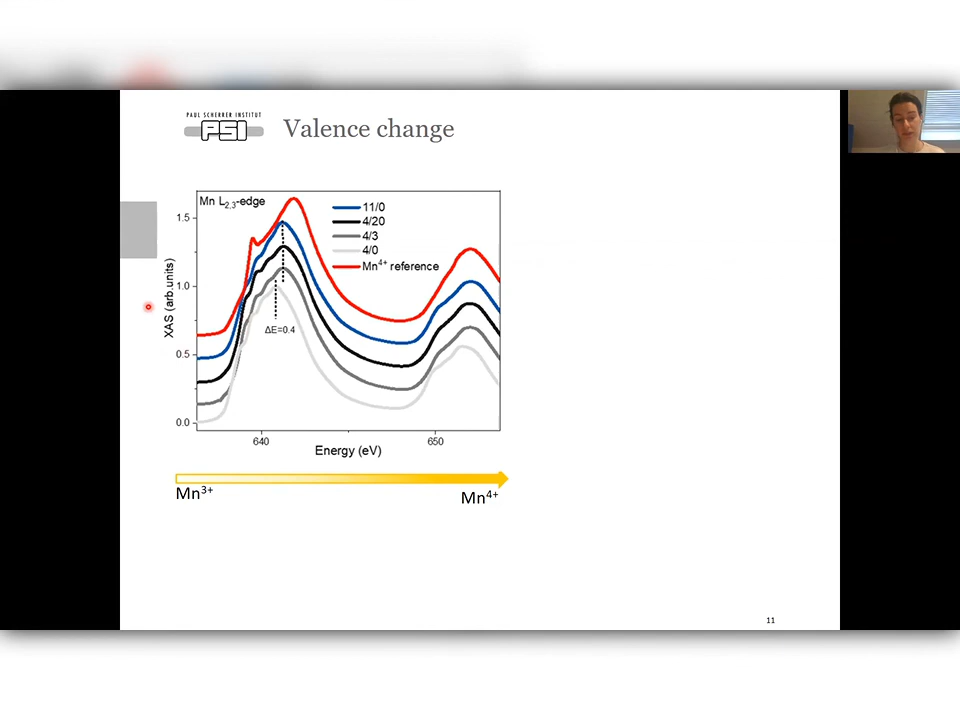 PAUL SCHERRER INSTITUT
PSI
Valence change
Mn L2,3-edge
11/0
4/20
4/3
4/0
Mn4+ reference
1.5
1.0
0.5
0.0
XAS (arb.units)
ΔE=0.4
640
650
Energy (eV)
Mn3+
Mn4+
11